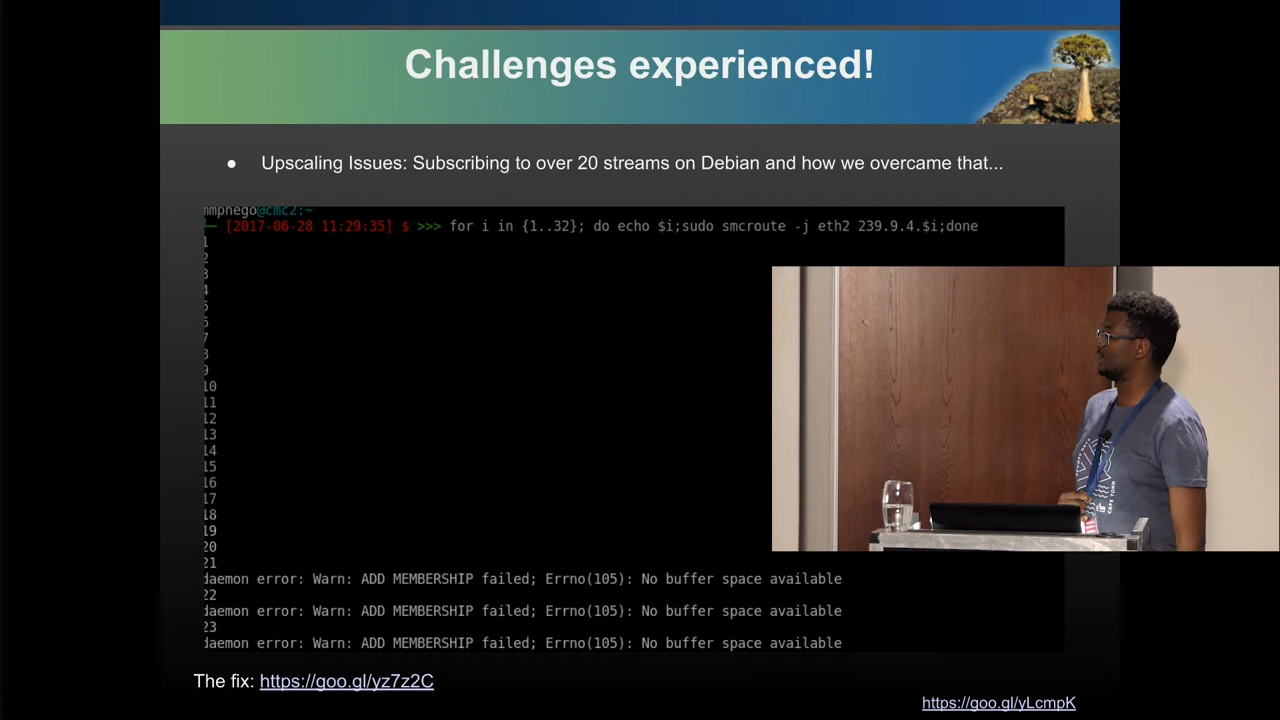 Challenges experienced!
● Upscaling Issues: Subscribing to over 20 streams on Debian and how we overcame that...
mmphego@cmc2:~
└─ [2017-06-28 11:29:35] $ >>> for i in {1..32}; do echo $i;sudo smcroute -j eth2 239.9.4.$i;done
1
2
3
4
5
6
7
8
9
10
11
12
13
14
15
16
17
18
19
20
21
daemon error: Warn: ADD MEMBERSHIP failed; Errno(105): No buffer space available
22
daemon error: Warn: ADD MEMBERSHIP failed; Errno(105): No buffer space available
23
daemon error: Warn: ADD MEMBERSHIP failed; Errno(105): No buffer space available
CAPE TOWN
The fix: https://goo.gl/yz7z2C
https://goo.gl/yLcmpK